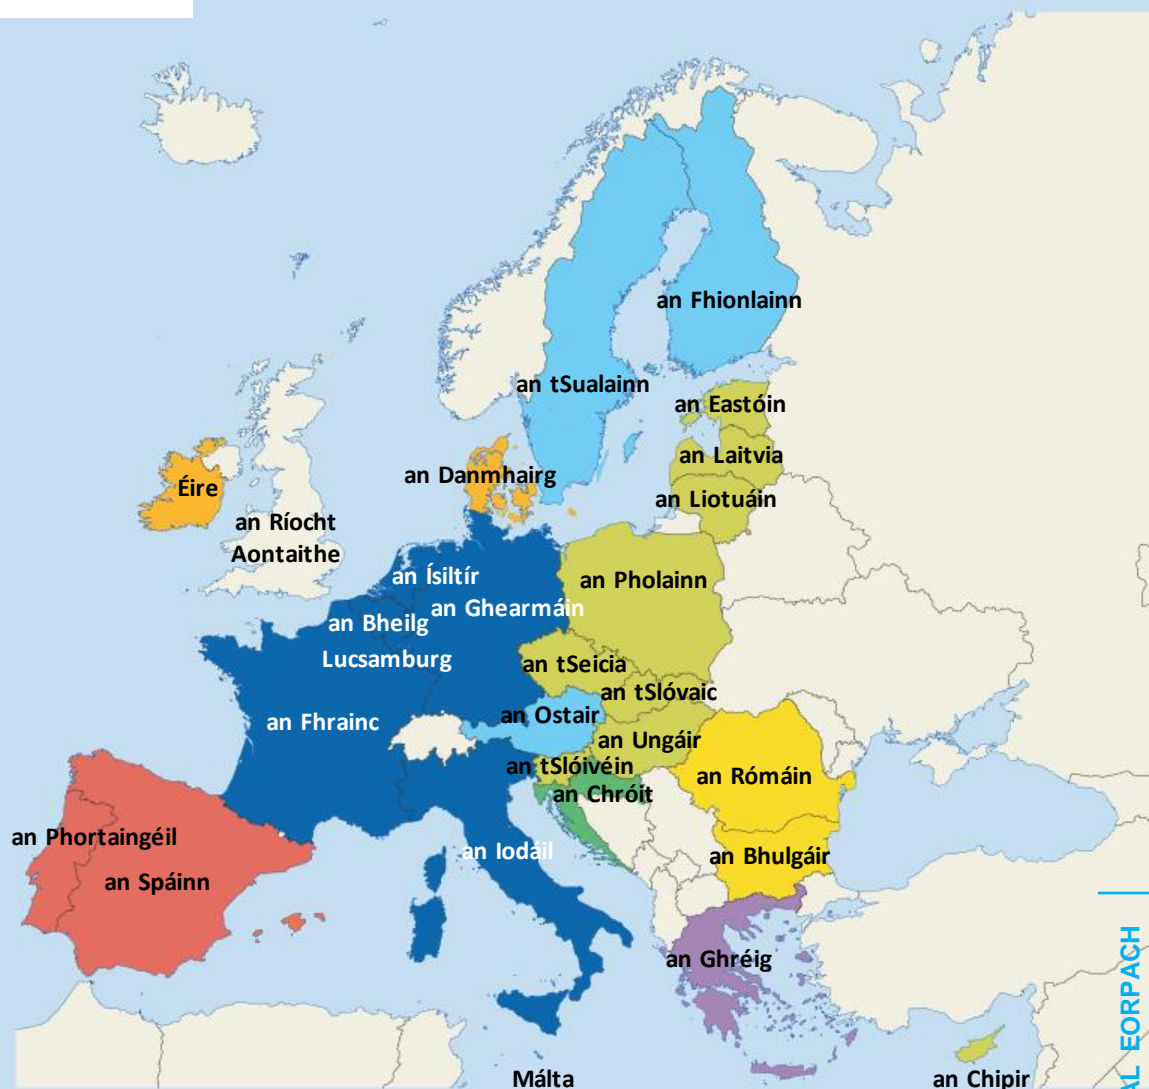 an Fhionlainn
an tSualainn
an Eastóin
an Laitvia
an Danmhairg
Éire
an Liotuáin
an Ríocht
Aontaithe
an Ísiltír
an Pholainn
an Ghearmáin
an Bheilg
Lucsamburg
an tSeicia
an tSlóvaic
an Ostair
an Fhrainc
an Ungáir
an tSlóivéin
an Rómáin
an Chróit
an Phortaingéil
an Iodáil
an Bhulgáir
an Spáinn
an Ghréig
AL EORPACH
Málta
an Chipir